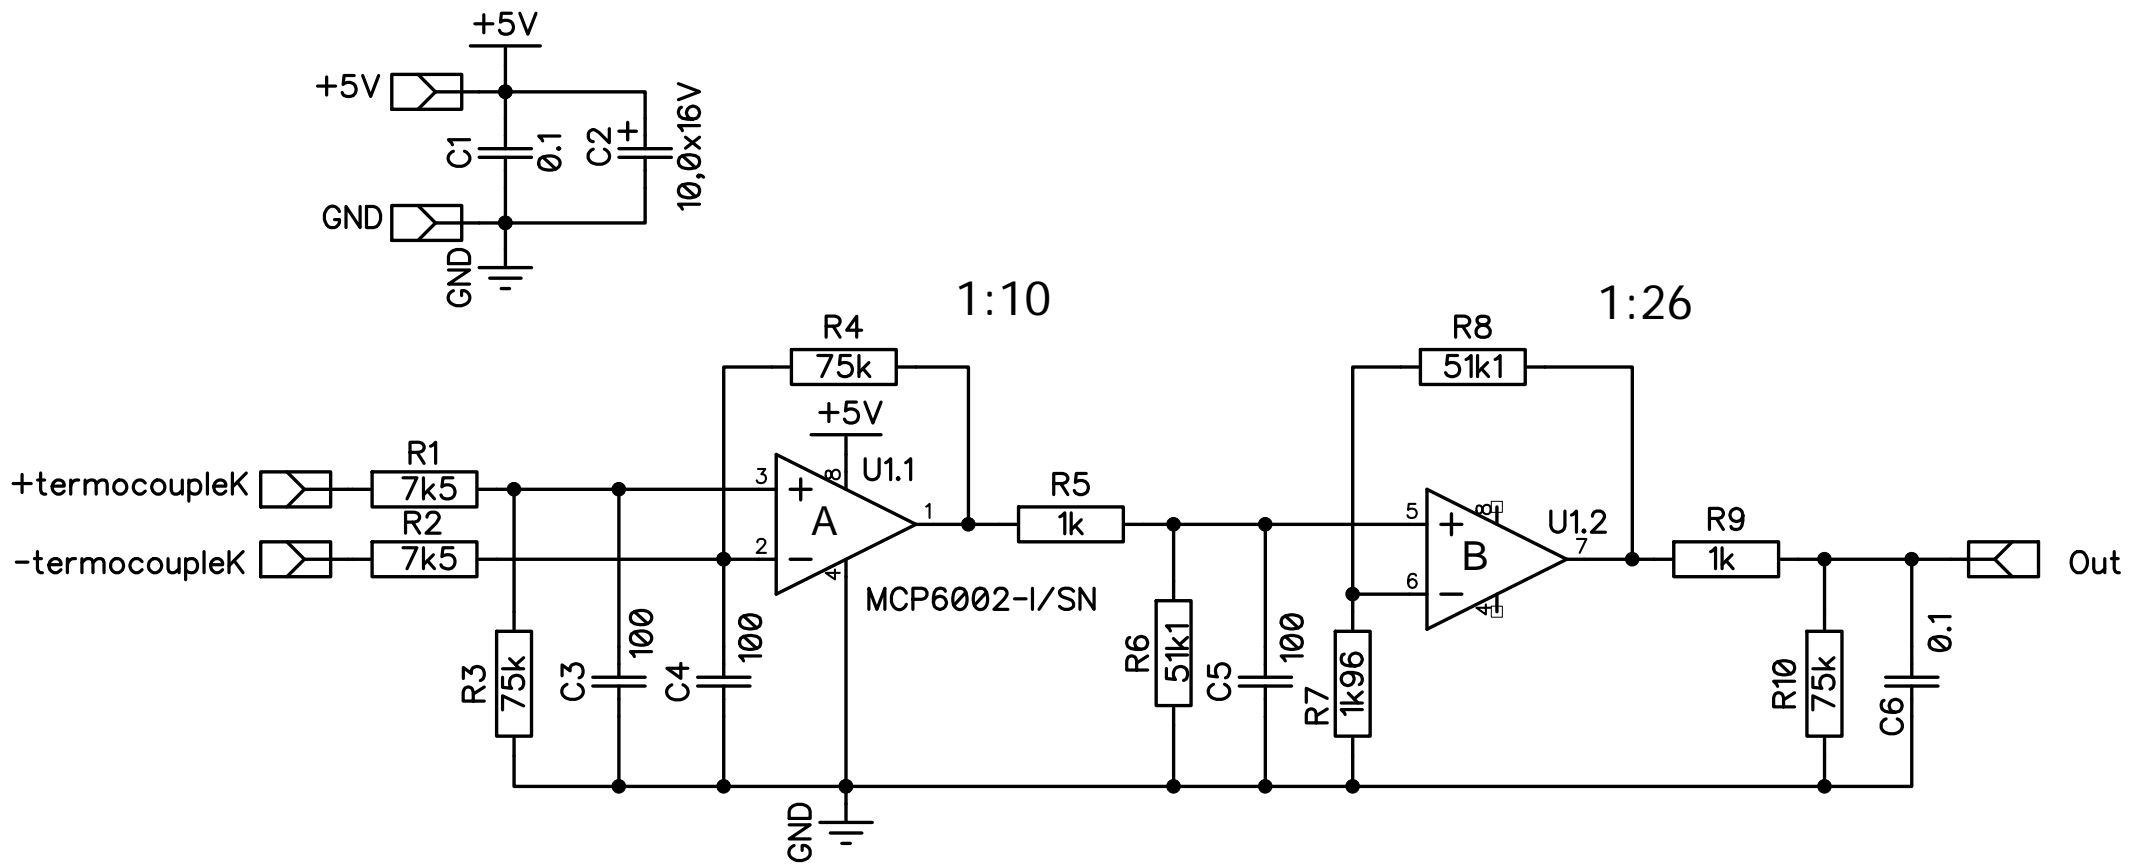 +5V
+5V
C1
0.1
C2
+
10,0x16V
GND
GND
1:10
1:26
R4
75k
R8
51k1
+5V
+termocoupleK
R1
7k5
3
+
8
U1.1
A
1
R5
1k
5
+
8
U1.2
R9
1k
-termocoupleK
R2
7k5
2
-
4
MCP6002-I/SN
B
7
6
-
4
Out
R3
75k
C3
100
C4
100
R6
51k1
C5
100
R7
1k96
R10
75k
C6
0.1
GND